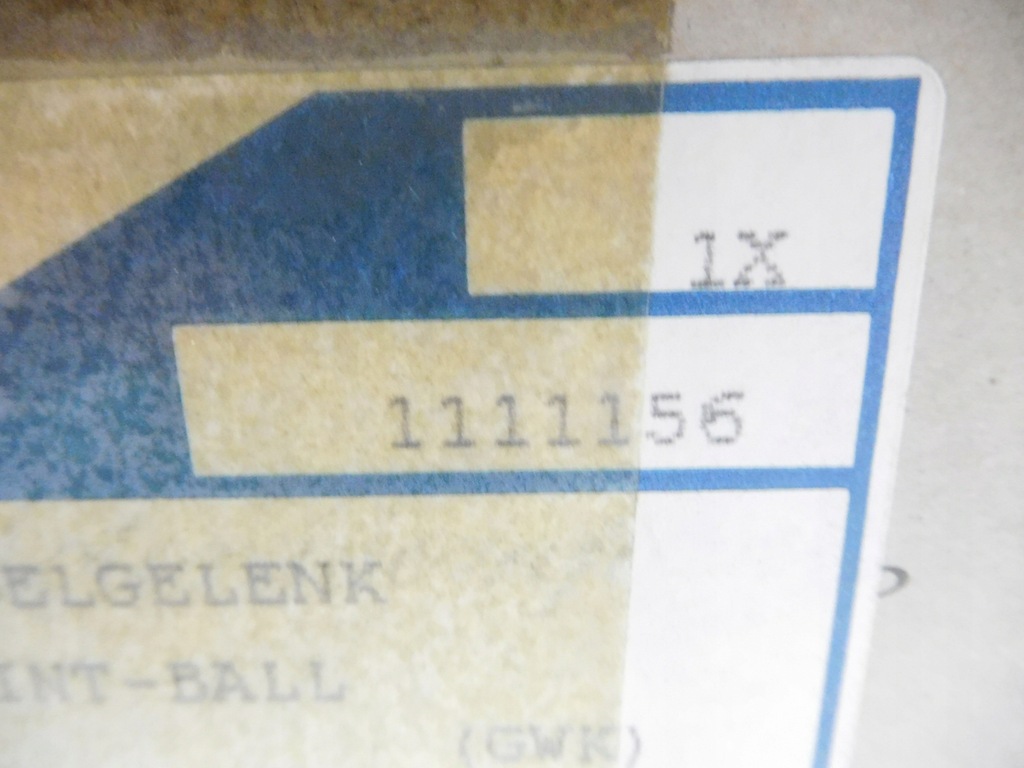 1X
1111156
ELGELENK
INT-BALL
(GWK)